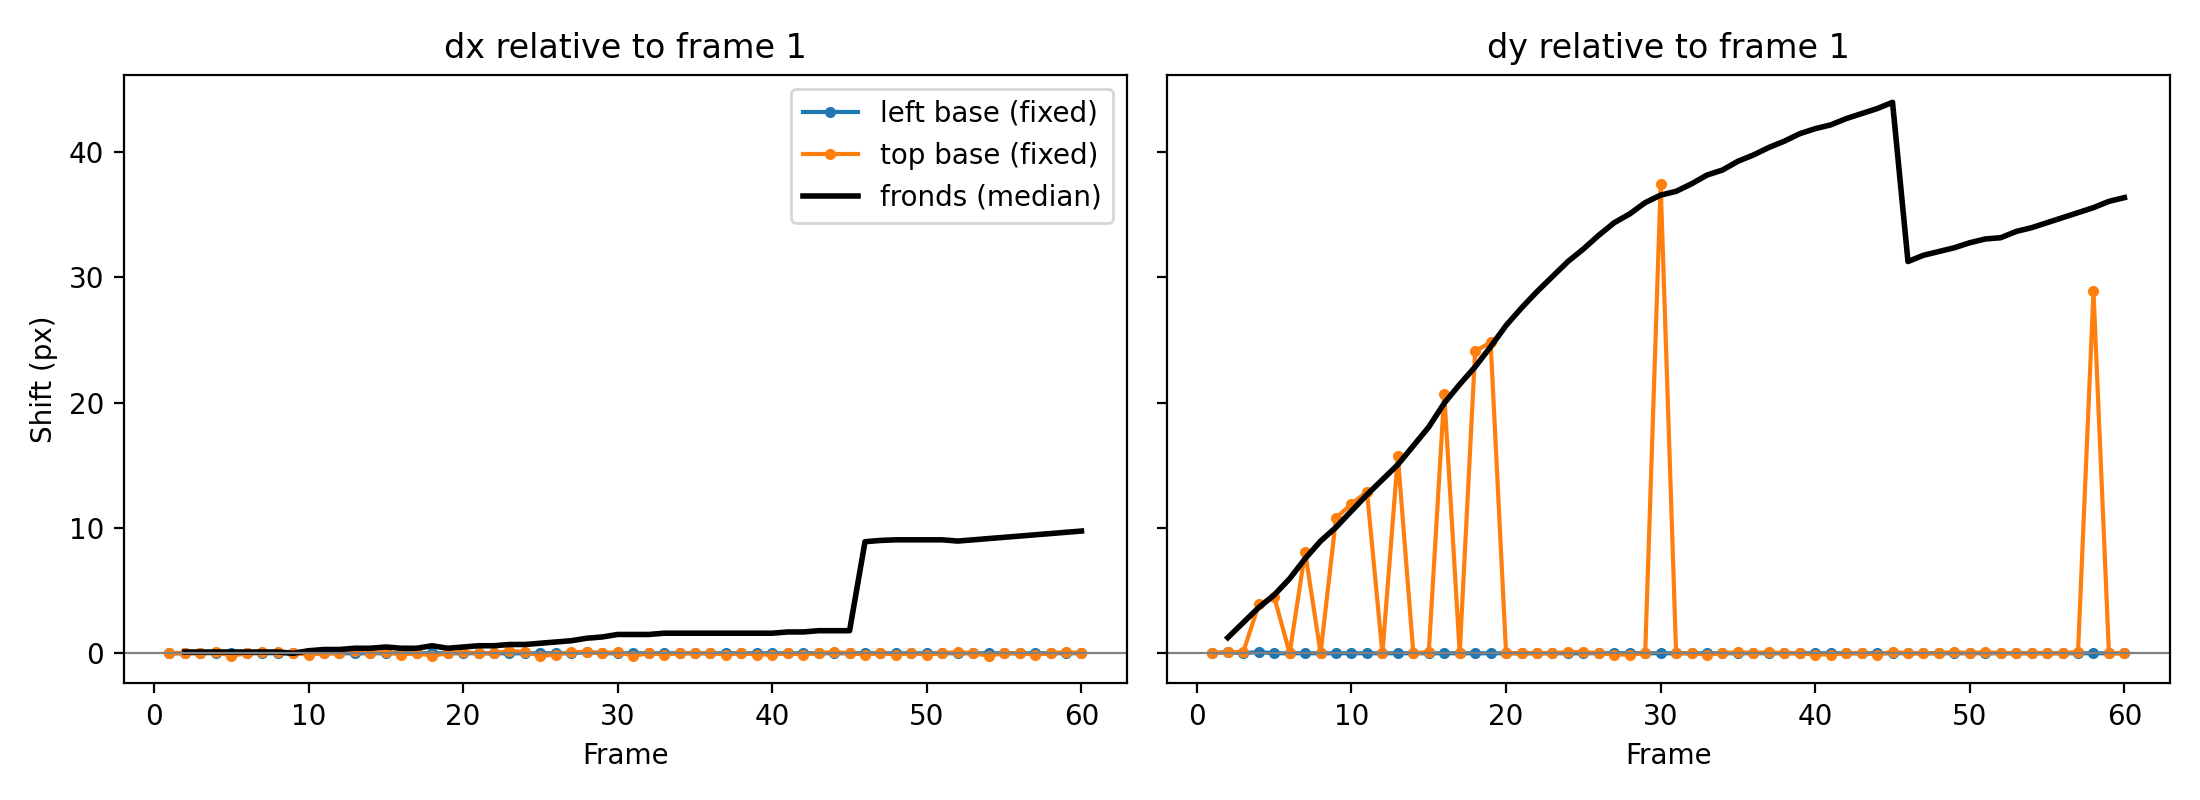 dx relative to frame 1
dy relative to frame 1
left base (fixed)
top base (fixed)
fronds (median)
40
30
20
10
0
Shift (px)
0 10 20 30 40 50 60
0 10 20 30 40 50 60
Frame
Frame